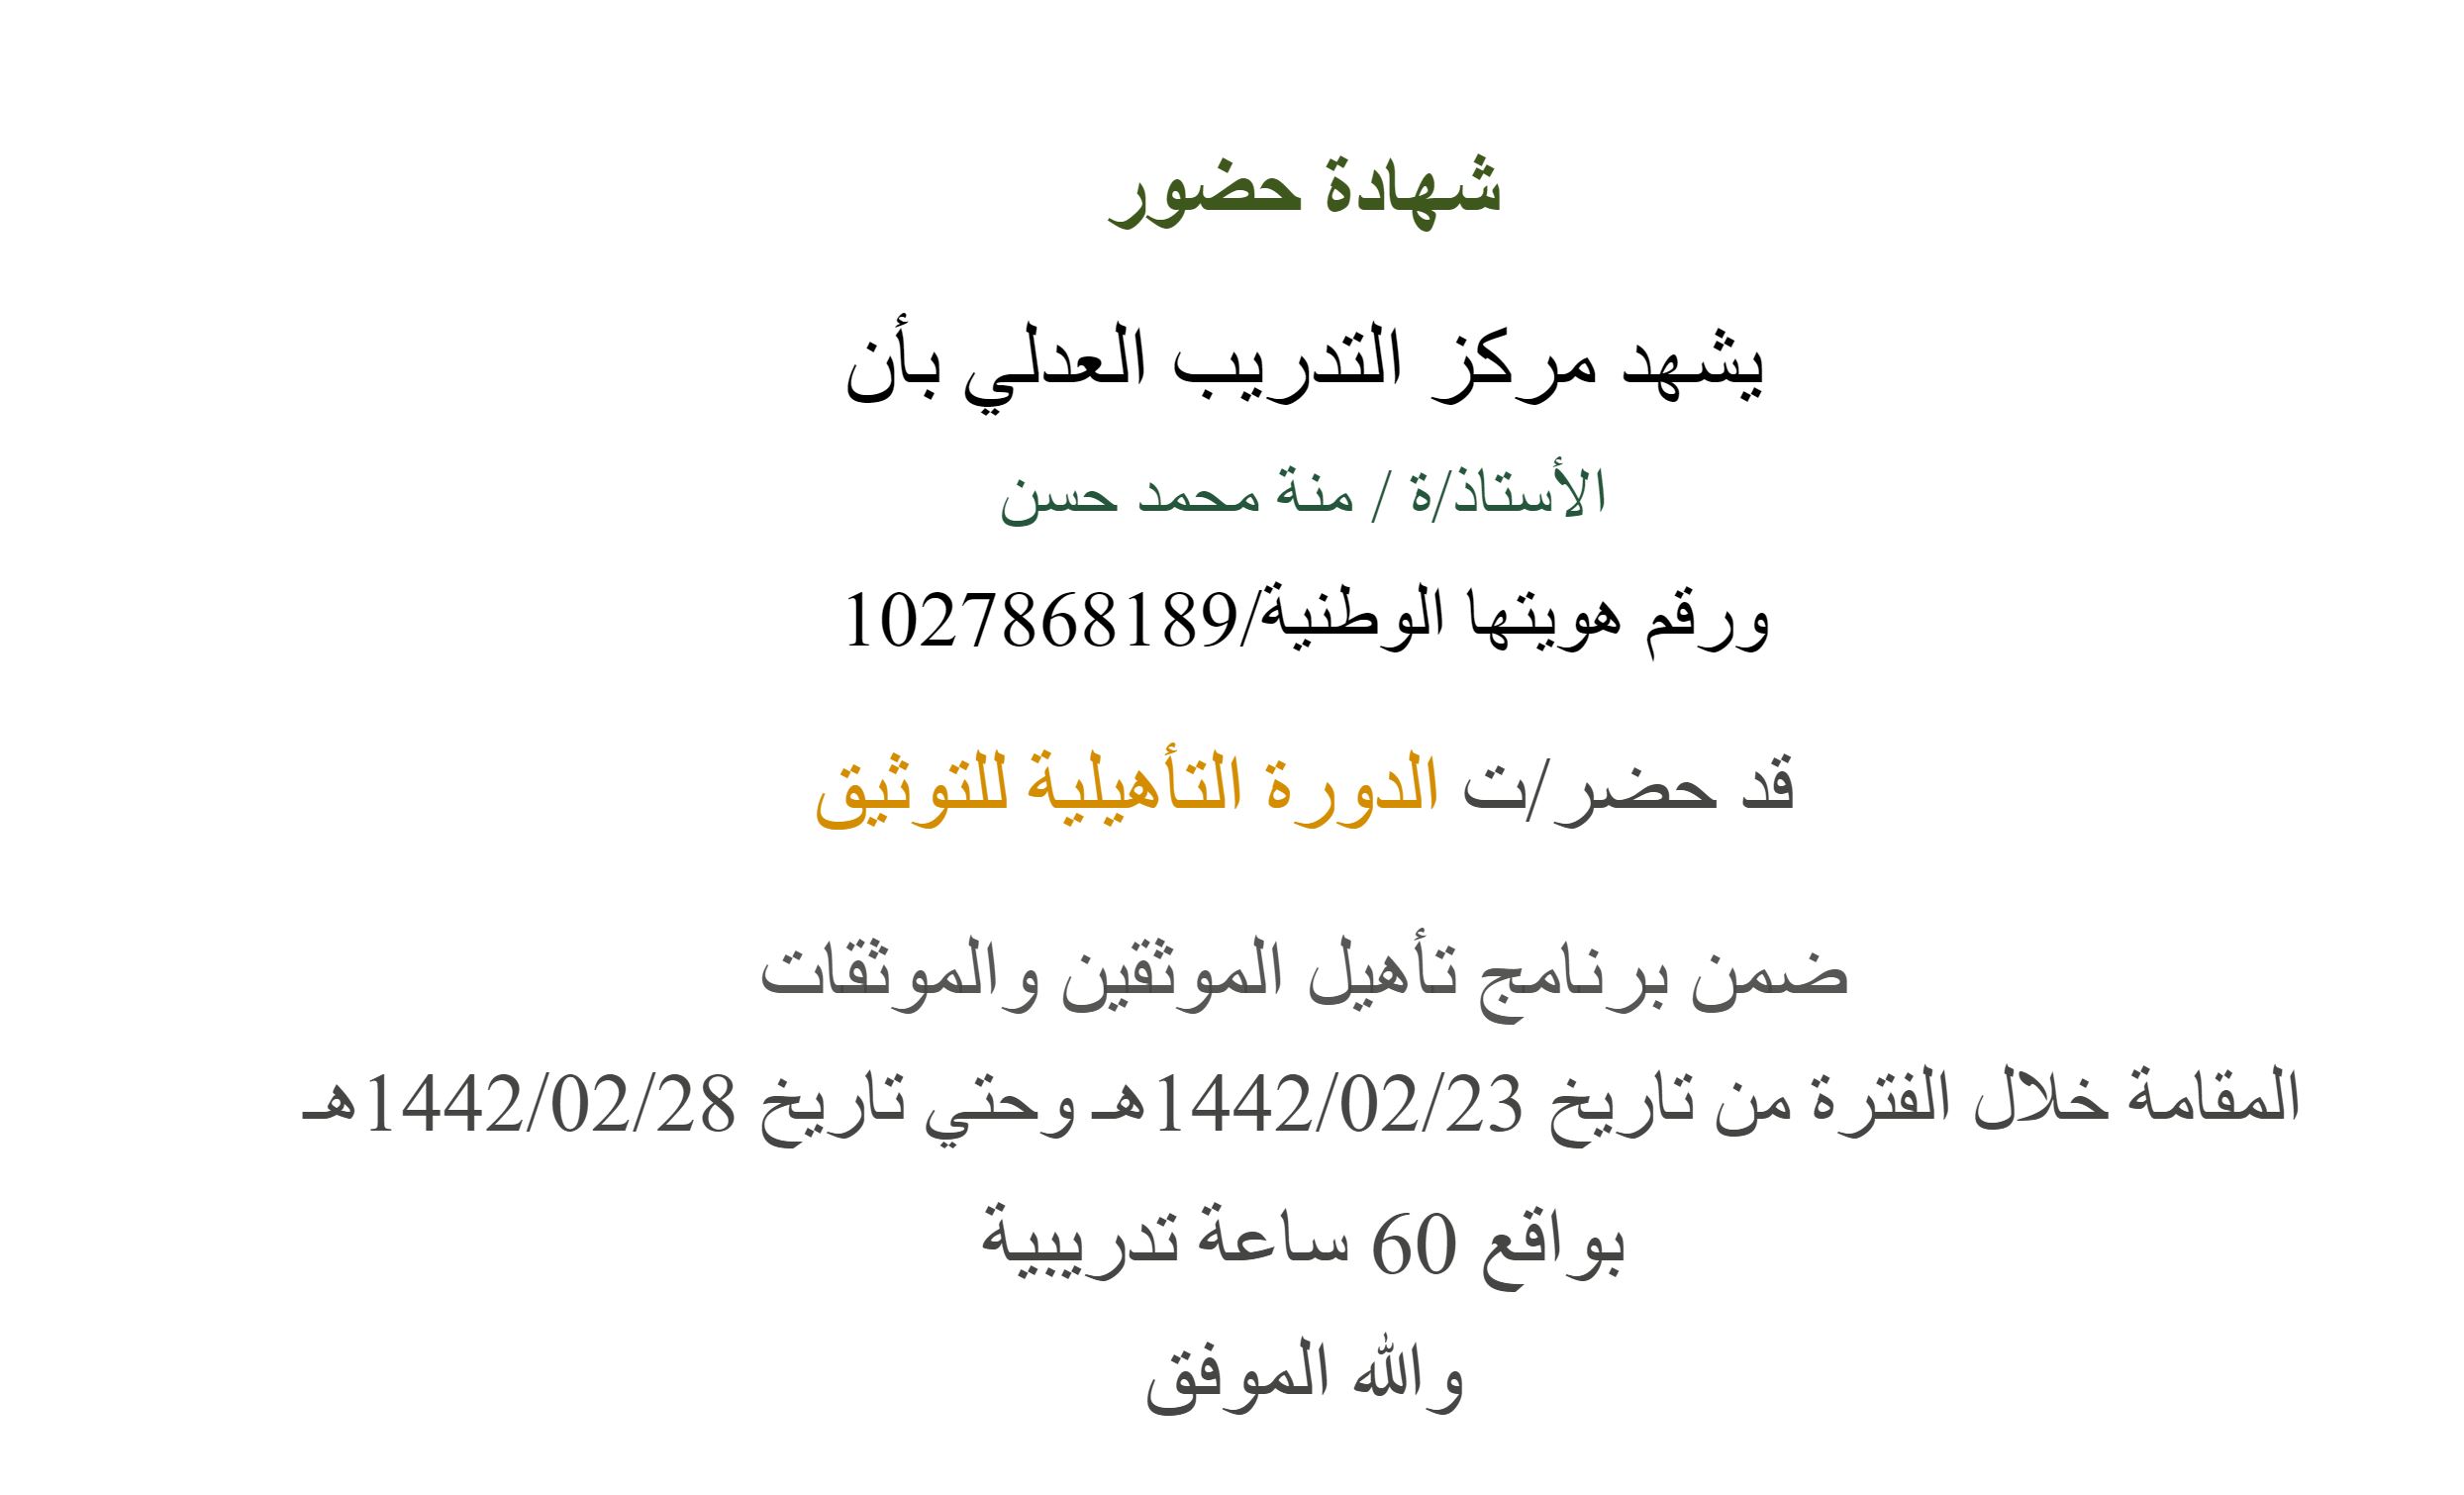 شهادة حضور
يشهد مركز التدريب العدلي بأن
الأستاذ/ة / منة محمد حسن
ورقم هويتها الوطنية/1027868189
قد حضر/ت الدورة التأهيلية للتوثيق
ضمن برنامج تأهيل الموثقين والموثقات
المقامة خلال الفترة من تاريخ 1442/02/23هـ وحتي تاريخ 1442/02/28هـ
بواقع 60 ساعة تدريبية
والله الموفق